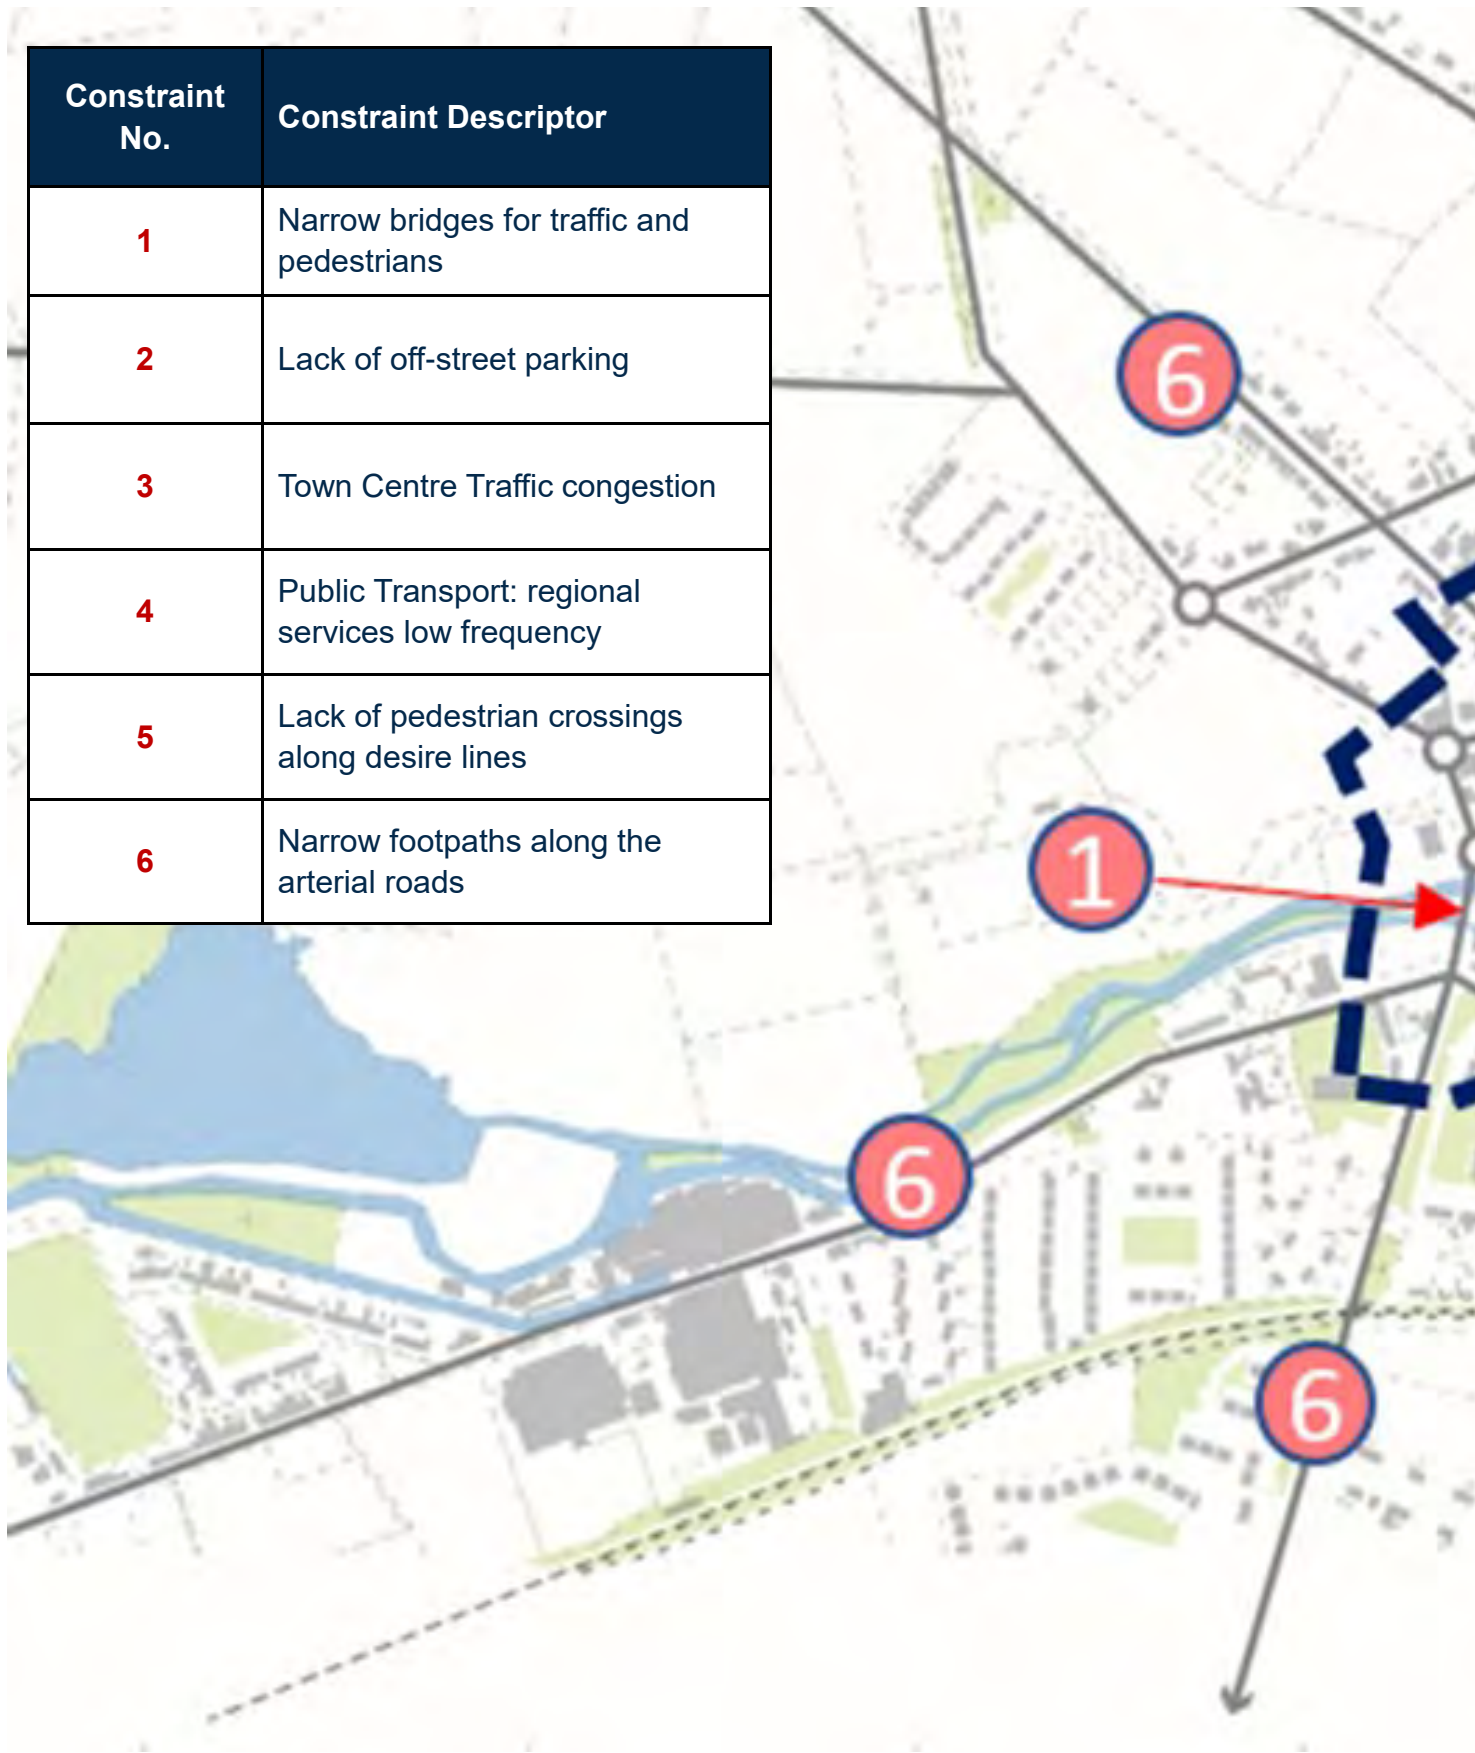 Constraint
No.
Constraint Descriptor
1
Narrow bridges for traffic and
pedestrians
2
Lack of off-street parking
3
Town Centre Traffic congestion
4
Public Transport: regional
services low frequency
5
Lack of pedestrian crossings
along desire lines
6
Narrow footpaths along the
arterial roads
6
1
6
6